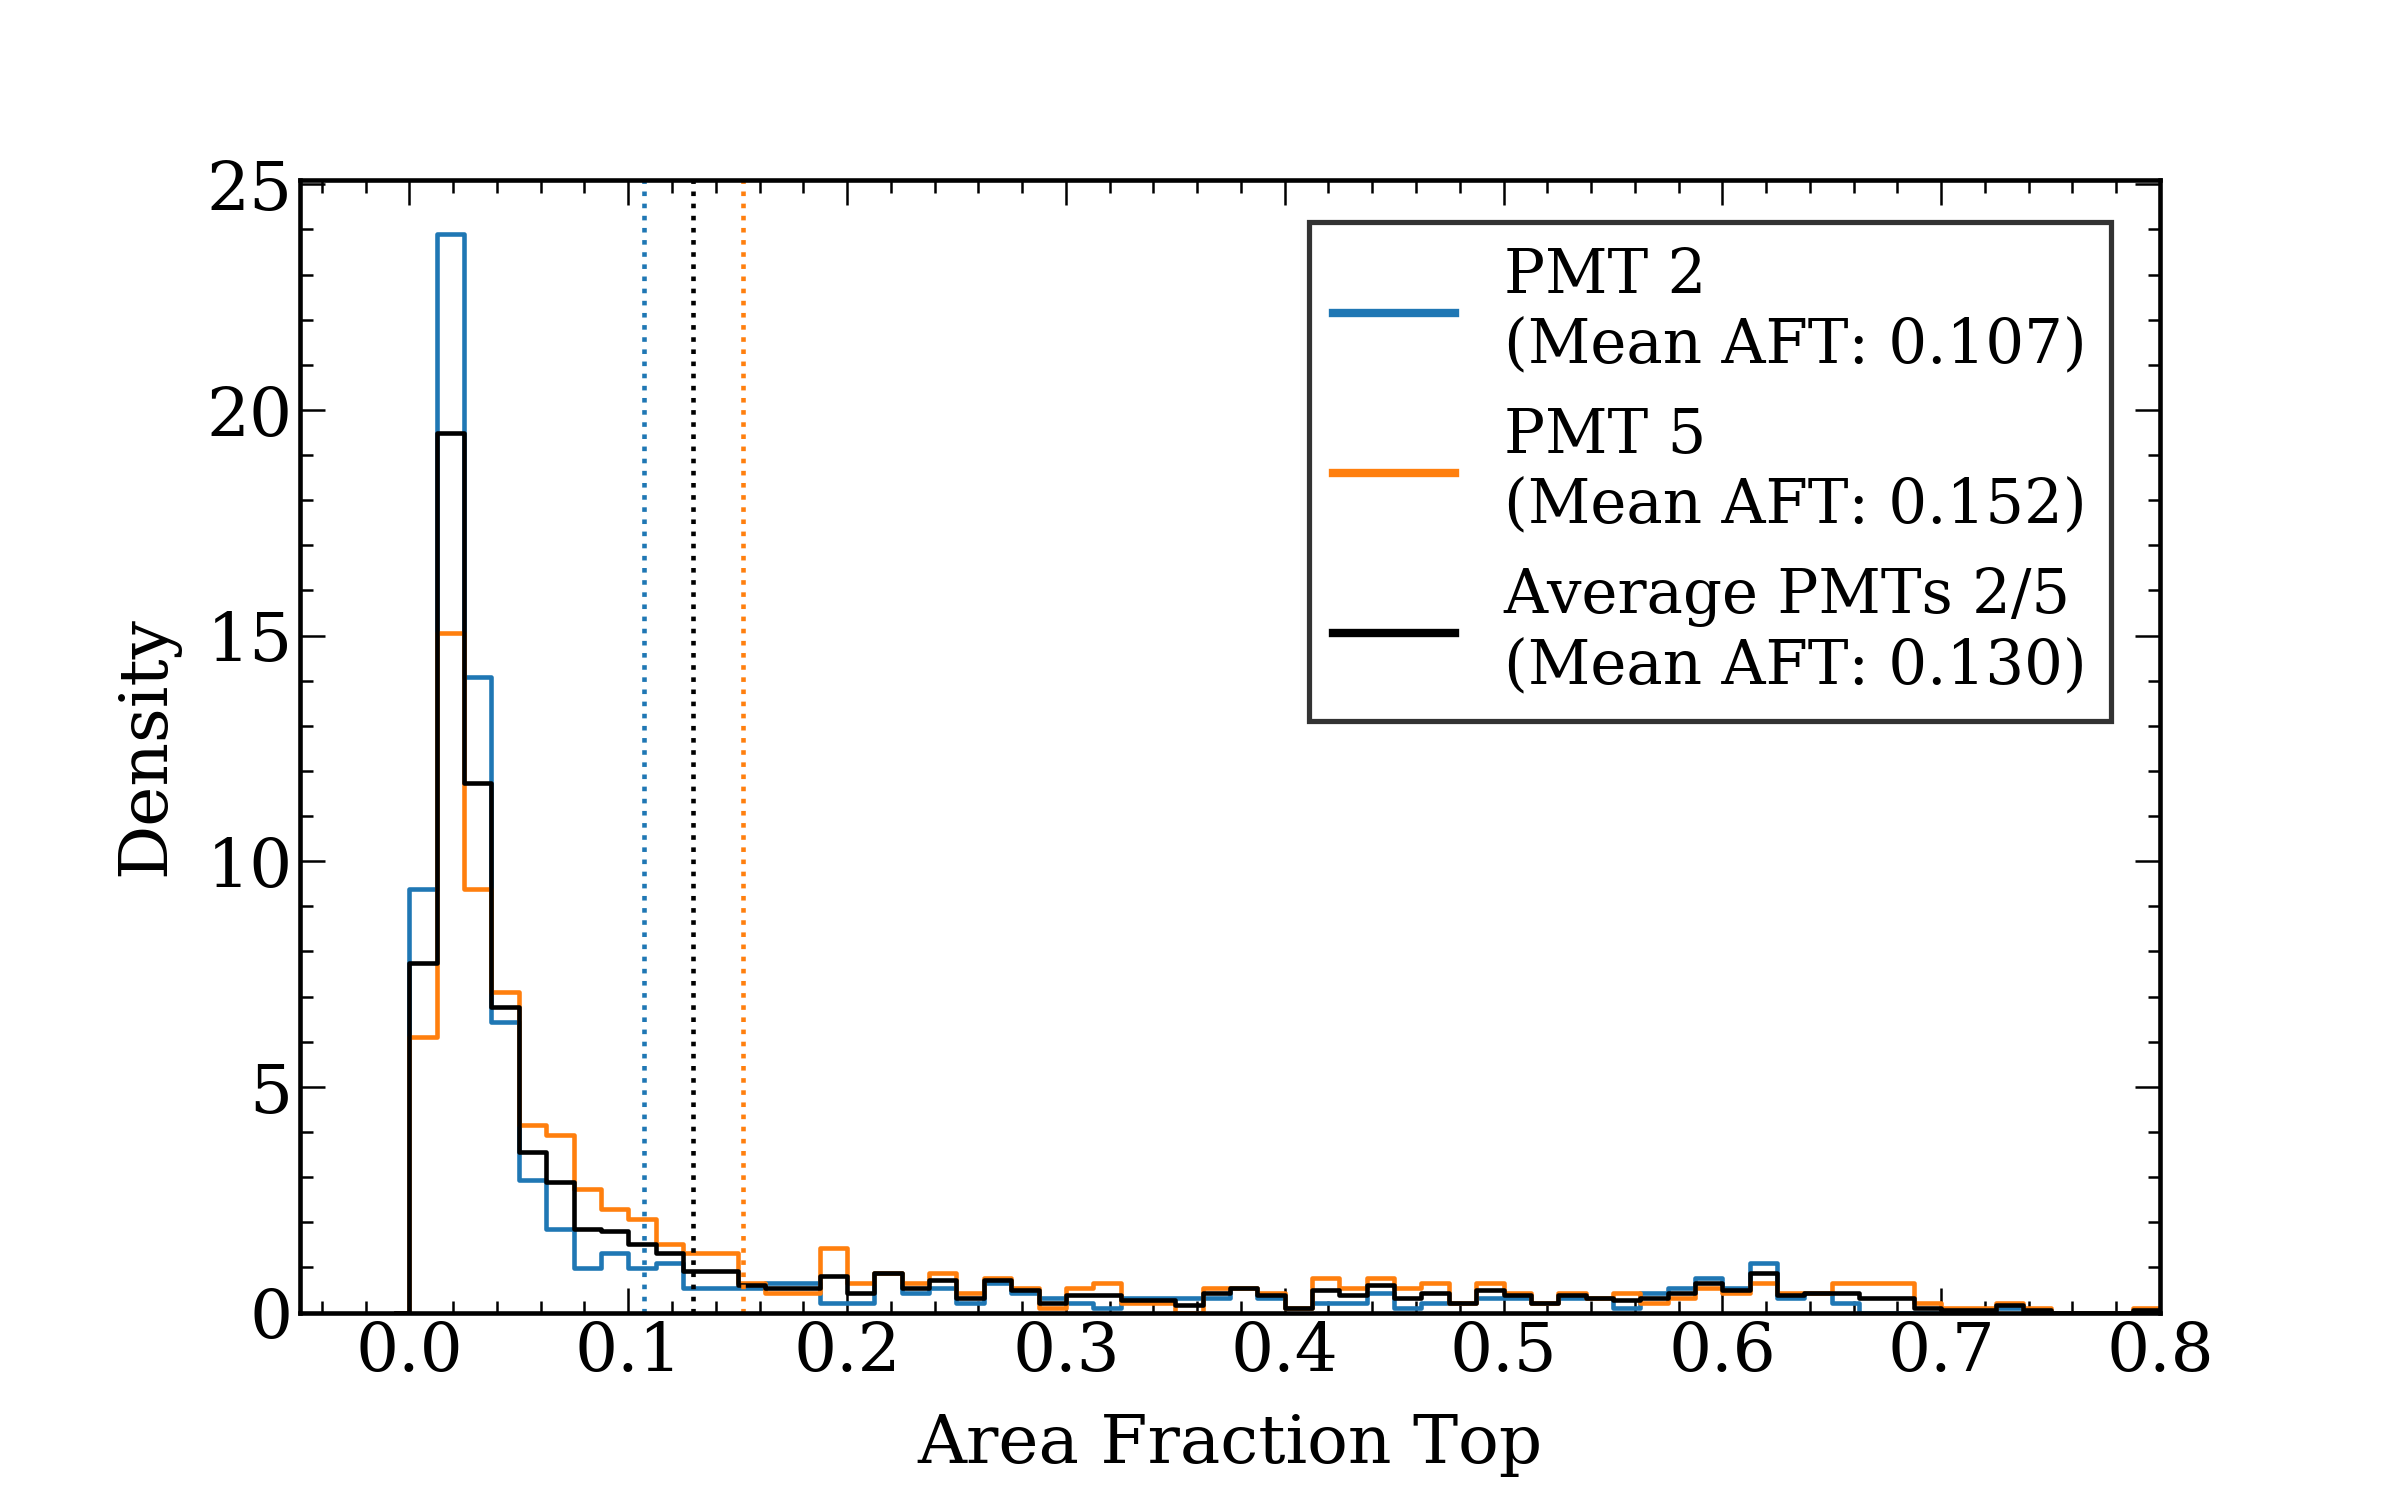 25
20
15
10
5
0
Density
0.0 0.1 0.2 0.3 0.4 0.5 0.6 0.7 0.8
Area Fraction Top
PMT 2
(Mean AFT: 0.107)
PMT 5
(Mean AFT: 0.152)
Average PMTs 2/5
(Mean AFT: 0.130)